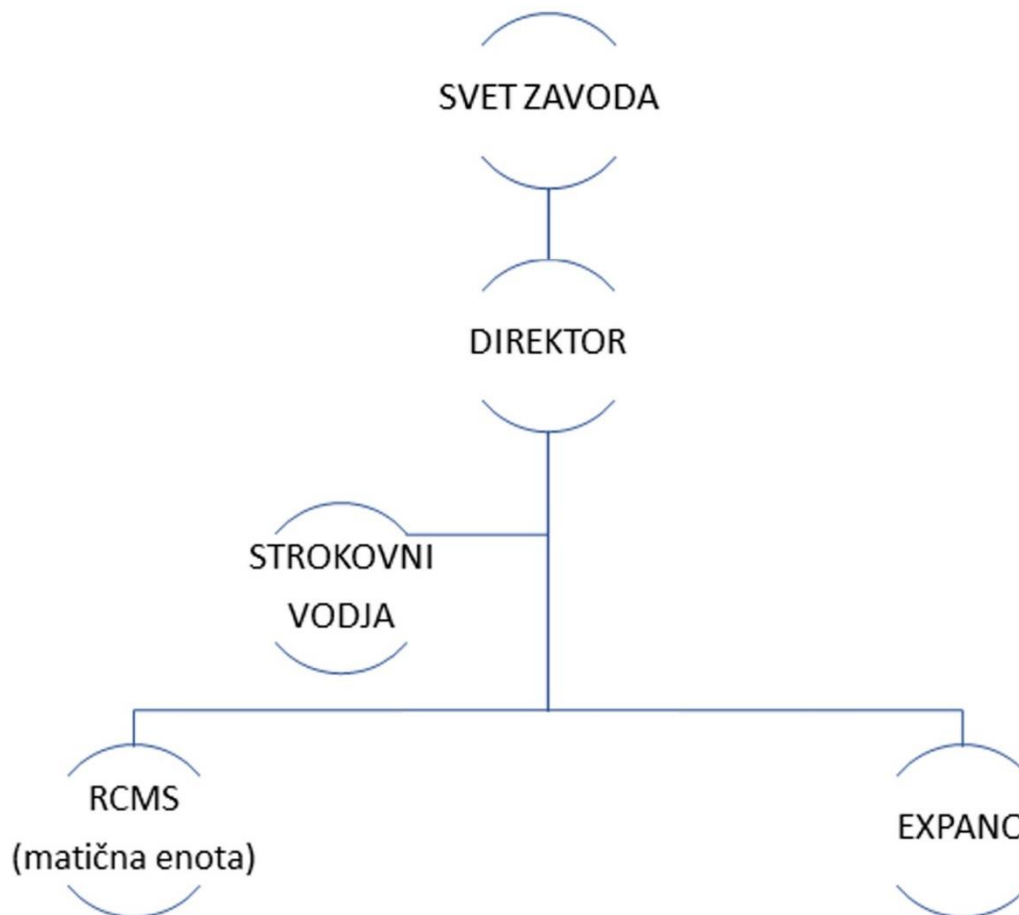 SVET ZAVODA
DIREKTOR
STROKOVNI
VODJA
RCMS
(matična enota)
EXPANO